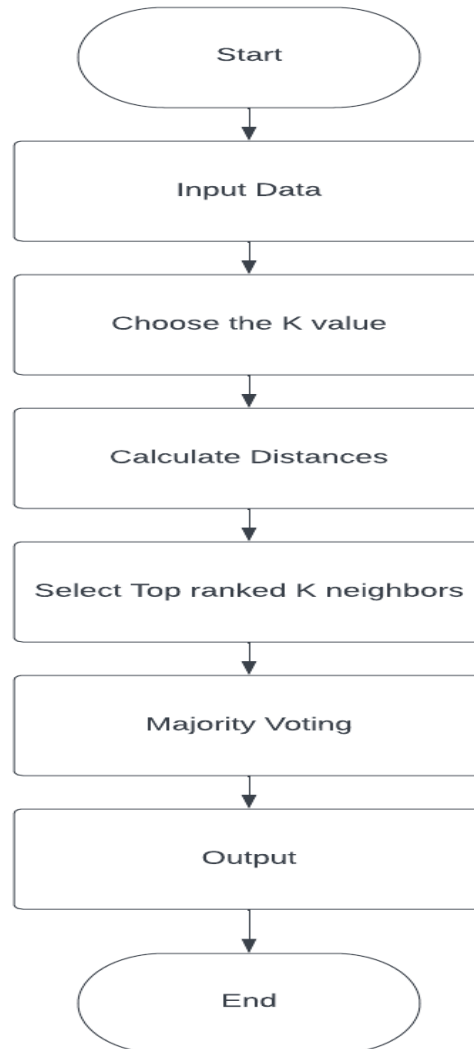 Start
Input Data
Choose the K value
Calculate Distances
Select Top ranked K neighbors
Majority Voting
Output
End